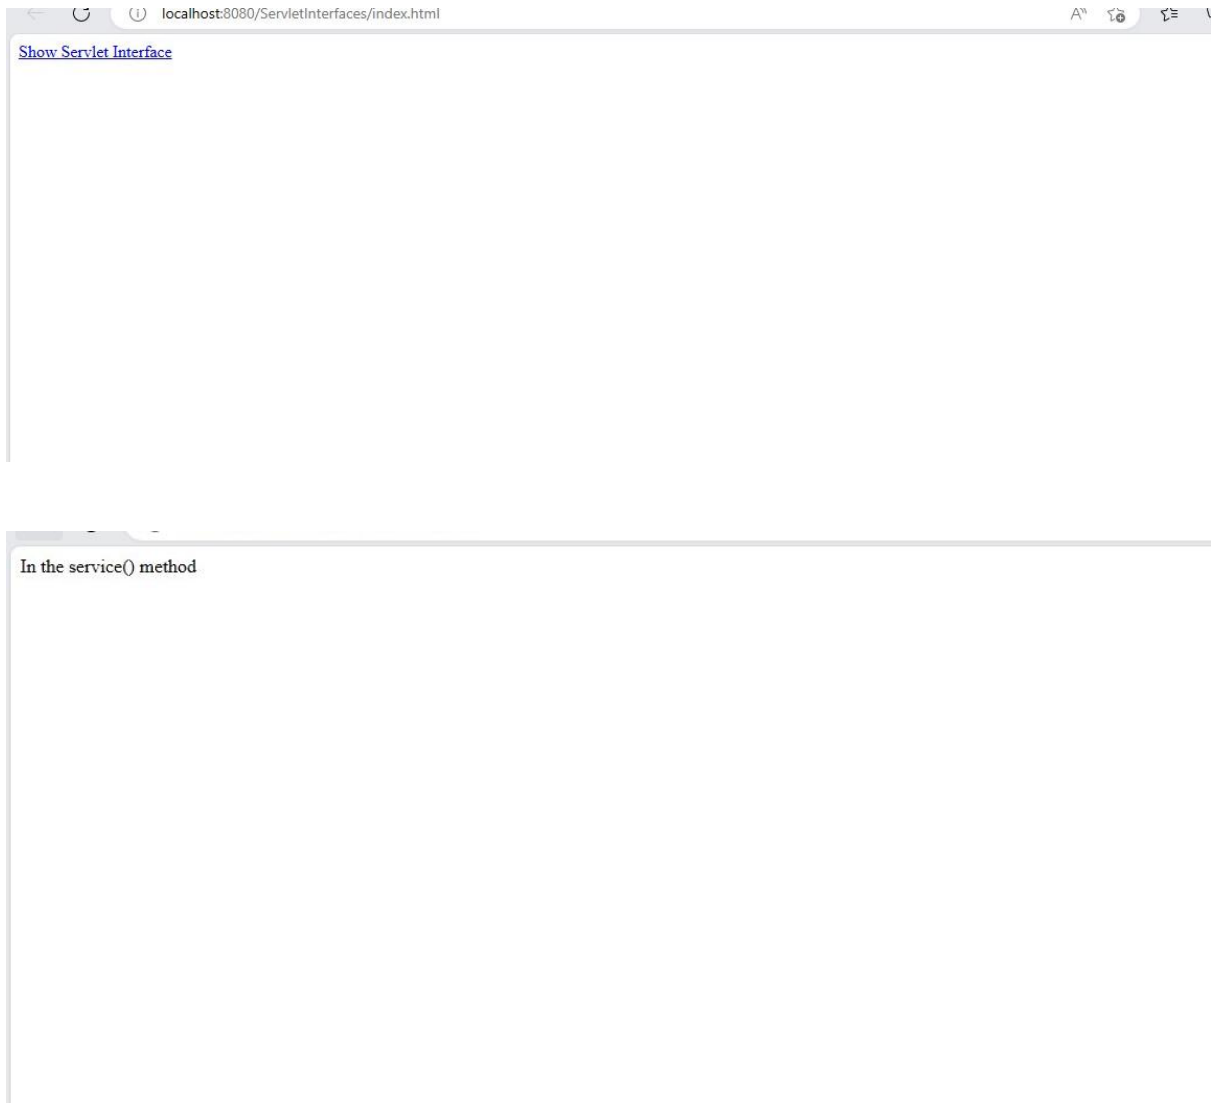 localhost:8080/ServletInterfaces/index.html
Show Servlet Interface
In the service() method